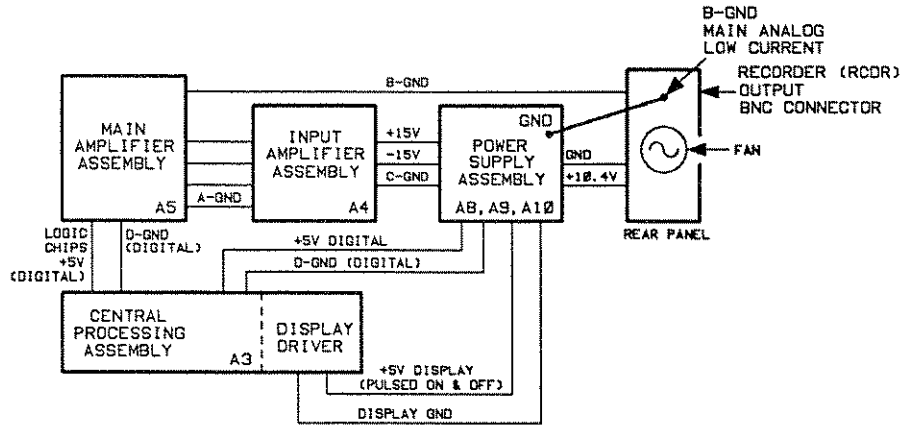 B-GND
MAIN ANALOG
LOW CURRENT
RECORDER (RCDR)
OUTPUT
BNC CONNECTOR
FAN
REAR PANEL
B-GND
MAIN
AMPLIFIER
ASSEMBLY
A5
INPUT
AMPLIFIER
ASSEMBLY
A4
A-GND
+15V
-15V
C-GND
GND
POWER
SUPPLY
ASSEMBLY
A8, A9, A10
GND
+10.4V
LOGIC
CHIPS
+5V
(DIGITAL)
D-GND
(DIGITAL)
+5V DIGITAL
D-GND (DIGITAL)
CENTRAL
PROCESSING
ASSEMBLY
A3
DISPLAY
DRIVER
+5V DISPLAY
(PULSED ON & OFF)
DISPLAY GND